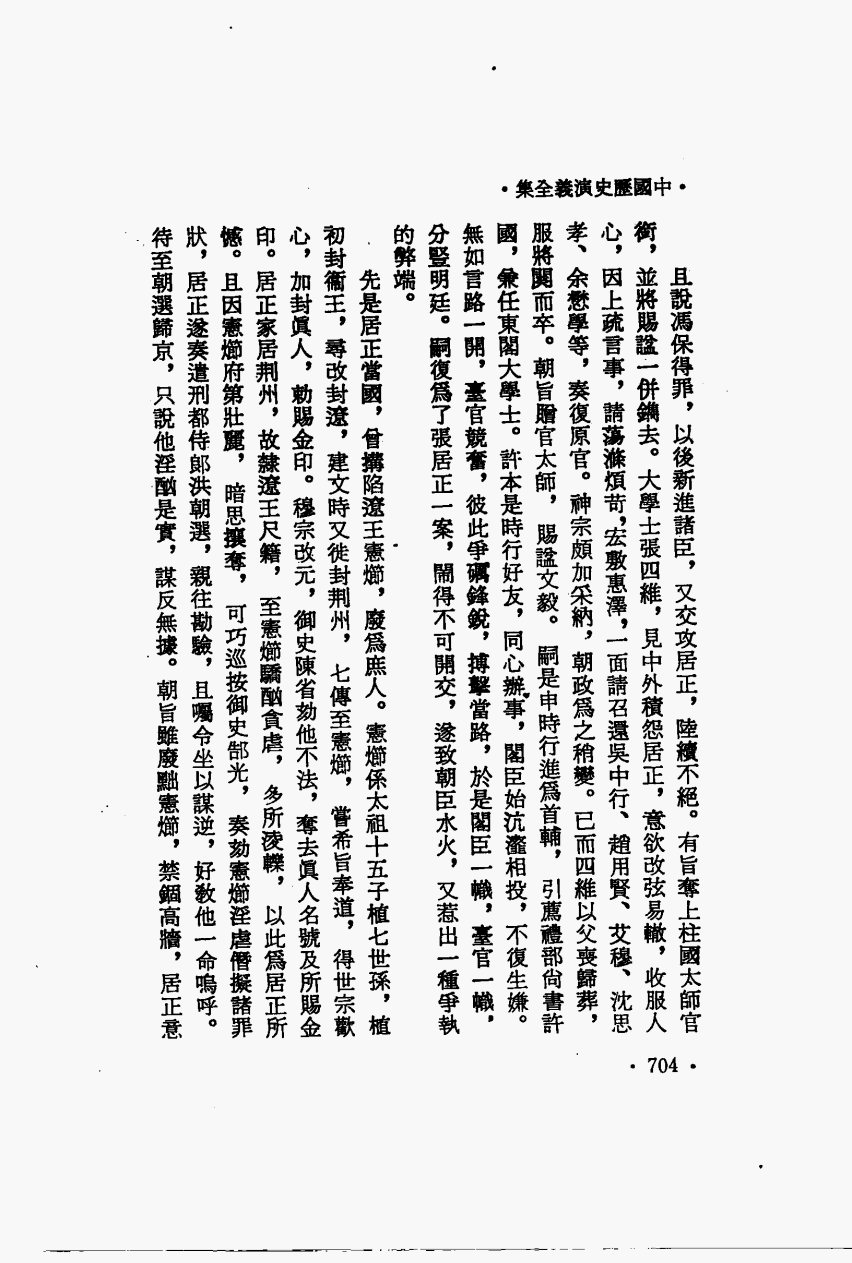 ·中國歷史演義全集·
且說馮保得罪，以後新進諸臣，又交攻居正，陸續不絕。有旨奪上柱國太師官
銜，並將賜諡一併鐫去。大學士張四維，見中外積怨居正，意欲改弦易轍，收服人
心，因上疏言事，請蕩滌煩苛，宏敷惠澤，一面請召還吳中行、趙用賢、艾穆、沈思
孝、余懋學等，奏復原官。神宗頗加采納，朝政爲之稍變。已而四維以父喪歸葬，
服將闋而卒。朝旨贈官太師，賜諡文毅。嗣是申時行進爲首輔，引薦禮部尙書許
國，兼任東閣大學士。許本是時行好友，同心辦事，閣臣始沆瀣相投，不復生嫌。
無如言路一開，臺官競奮，彼此爭礪鋒銳，搏擊當路，於是閣臣一幟，臺官一幟，
分豎明廷。嗣復爲了張居正一案，鬧得不可開交，遂致朝臣水火，又惹出一種爭執
的弊端。
先是居正當國，曾搆陷遼王憲㸅，廢爲庶人。憲㸅係太祖十五子植七世孫，植
初封衞王，尋改封遼，建文時又徙封荆州，七傳至憲㸅，嘗希旨奉道，得世宗歡
心，加封眞人，勅賜金印。穆宗改元，御史陳省劾他不法，奪去眞人名號及所賜金
印。居正家居荆州，故隸遼王尺籍，至憲㸅驕酗貪虐，多所淩轢，以此爲居正所
憾。且因憲㸅府第壯麗，暗思攘奪，可巧巡按御史郜光，奏劾憲㸅淫虐僭擬諸罪
狀，居正遂奏遣刑都侍郎洪朝選，親往勘驗，且囑令坐以謀逆，好敎他一命嗚呼。
待至朝選歸京，只說他淫酗是實，謀反無據。朝旨雖廢黜憲㸅，禁錮高牆，居正意
·704·